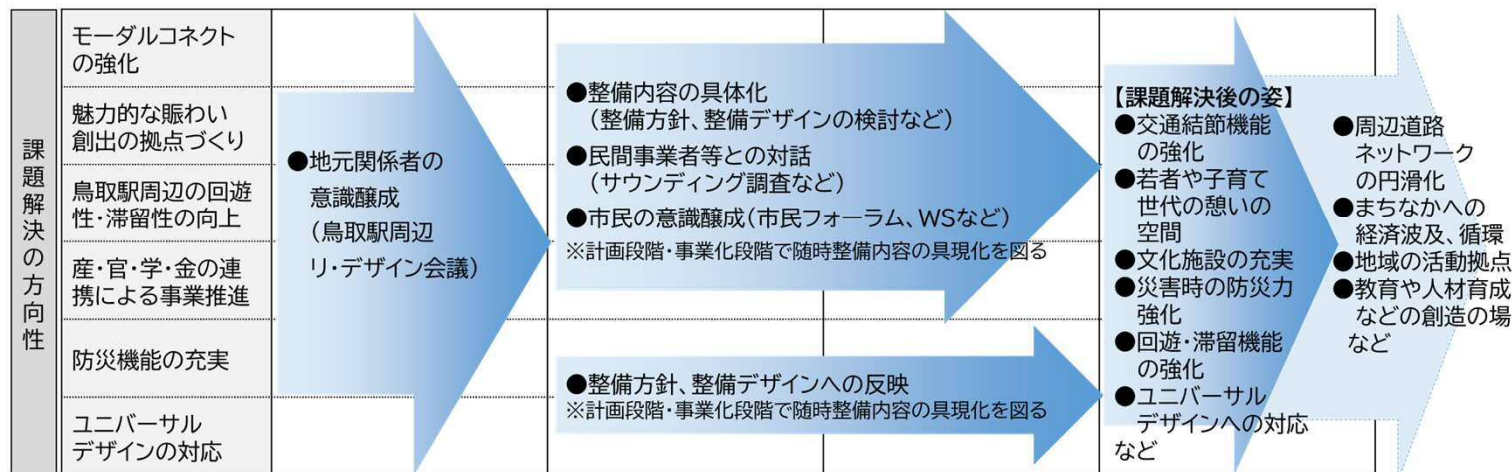 課題解決の方向性
モーダルコネクト
の強化
魅力的な賑わい
創出の拠点づくり
鳥取駅周辺の回遊
性・滞留性の向上
産・官・学・金の連
携による事業推進
防災機能の充実
ユニバーサル
デザインの対応
●地元関係者の
意識醸成
（鳥取駅周辺
リ・デザイン会議）
●整備内容の具体化
（整備方針、整備デザインの検討など）
●民間事業者等との対話
（サウンディング調査など）
●市民の意識醸成（市民フォーラム、WSなど）
※計画段階・事業化段階で随時整備内容の具現化を図る
●整備方針、整備デザインへの反映
※計画段階・事業化段階で随時整備内容の具現化を図る
【課題解決後の姿】
●交通結節機能
の強化
●若者や子育て
世代の憩いの
空間
●文化施設の充実
●災害時の防災力
強化
●回遊・滞留機能
の強化
●ユニバーサル
デザインへの対応
など
●周辺道路
ネットワーク
の円滑化
●まちなかへの
経済波及、循環
●地域の活動拠点
●教育や人材育成
などの創造の場
など